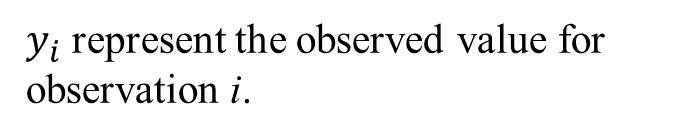 yᵢ represent the observed value for
observation i.